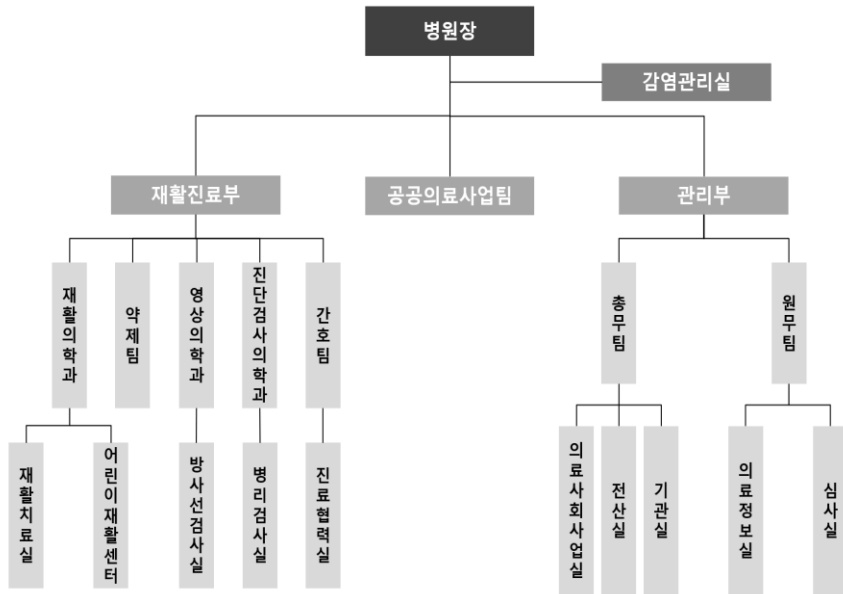 병원장
감염관리실
재활진료부
공공의료사업팀
관리부
재활의학과
약제팀
영상의학과
진단검사의학과
간호팀
총무팀
원무팀
재활치료실
어린이재활센터
방사선검사실
병리검사실
진료협력실
의료사회사업실
전산실
기관실
의료정보실
심사실